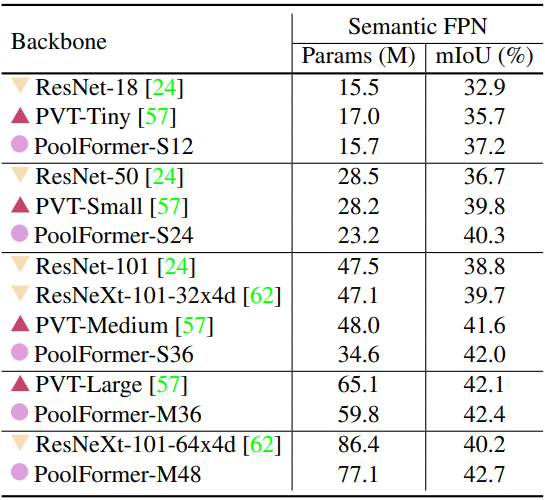 Backbone Semantic FPN
Params (M) mIoU (%)
ResNet-18 [24] 15.5 32.9
PVT-Tiny [57] 17.0 35.7
PoolFormer-S12 15.7 37.2
ResNet-50 [24] 28.5 36.7
PVT-Small [57] 28.2 39.8
PoolFormer-S24 23.2 40.3
ResNet-101 [24] 47.5 38.8
ResNeXt-101-32x4d [62] 47.1 39.7
PVT-Medium [57] 48.0 41.6
PoolFormer-S36 34.6 42.0
PVT-Large [57] 65.1 42.1
PoolFormer-M36 59.8 42.4
ResNeXt-101-64x4d [62] 86.4 40.2
PoolFormer-M48 77.1 42.7